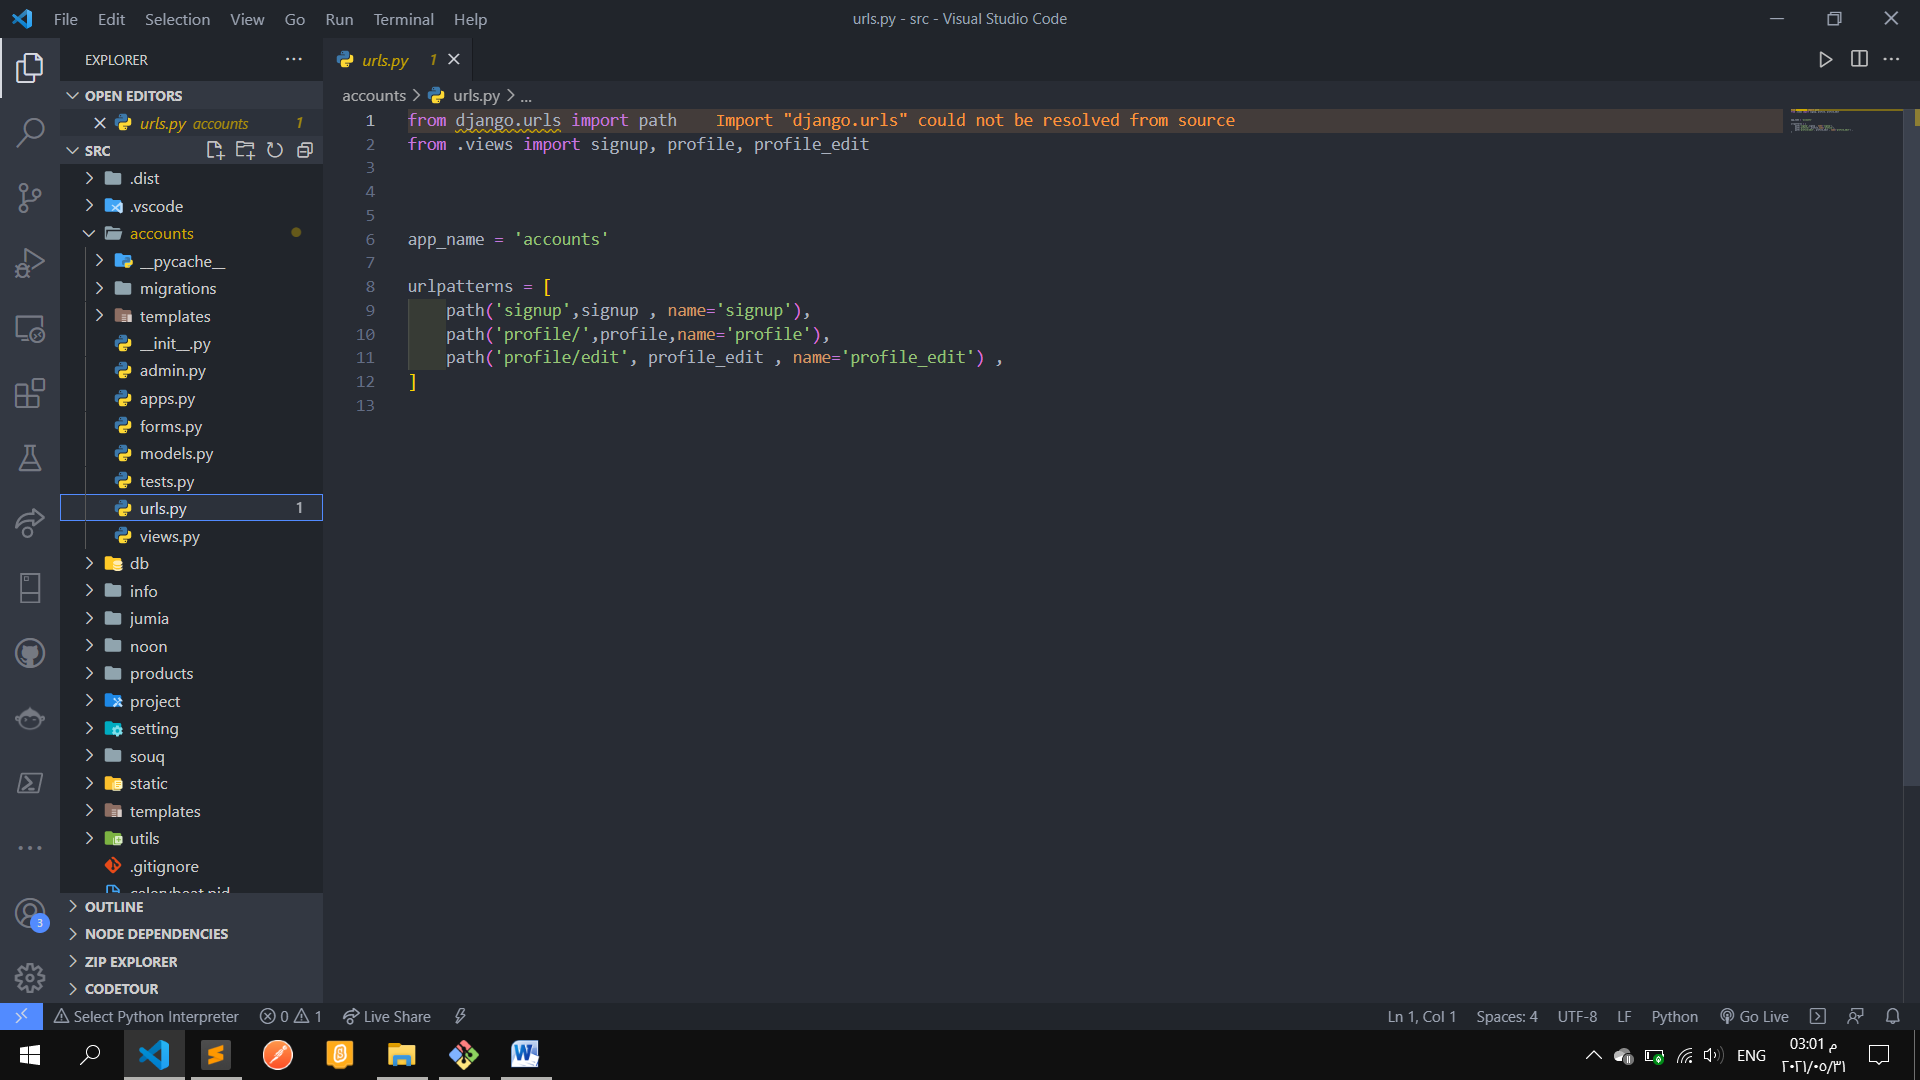 File Edit Selection View Go Run Terminal Help
urls.py - src - Visual Studio Code
EXPLORER
urls.py 1
OPEN EDITORS
urls.py accounts 1
SRC
.dist
.vscode
accounts
__pycache__
migrations
templates
__init__.py
admin.py
apps.py
forms.py
models.py
tests.py
urls.py 1
views.py
db
info
jumia
noon
products
project
setting
souq
static
templates
utils
.gitignore
celerybeat.pid
OUTLINE
NODE DEPENDENCIES
ZIP EXPLORER
CODETOUR
accounts > urls.py > ...
1 from django.urls import path Import "django.urls" could not be resolved from source
2 from .views import signup, profile, profile_edit
3
4
5
6 app_name = 'accounts'
7
8 urlpatterns = [
9 path('signup',signup , name='signup'),
10 path('profile/',profile,name='profile'),
11 path('profile/edit', profile_edit , name='profile_edit') ,
12 ]
13
3
Select Python Interpreter 0 1 Live Share
Ln 1, Col 1 Spaces: 4 UTF-8 LF Python Go Live
ENG
03:01 م
٢٠٢١/٠٥/٣١